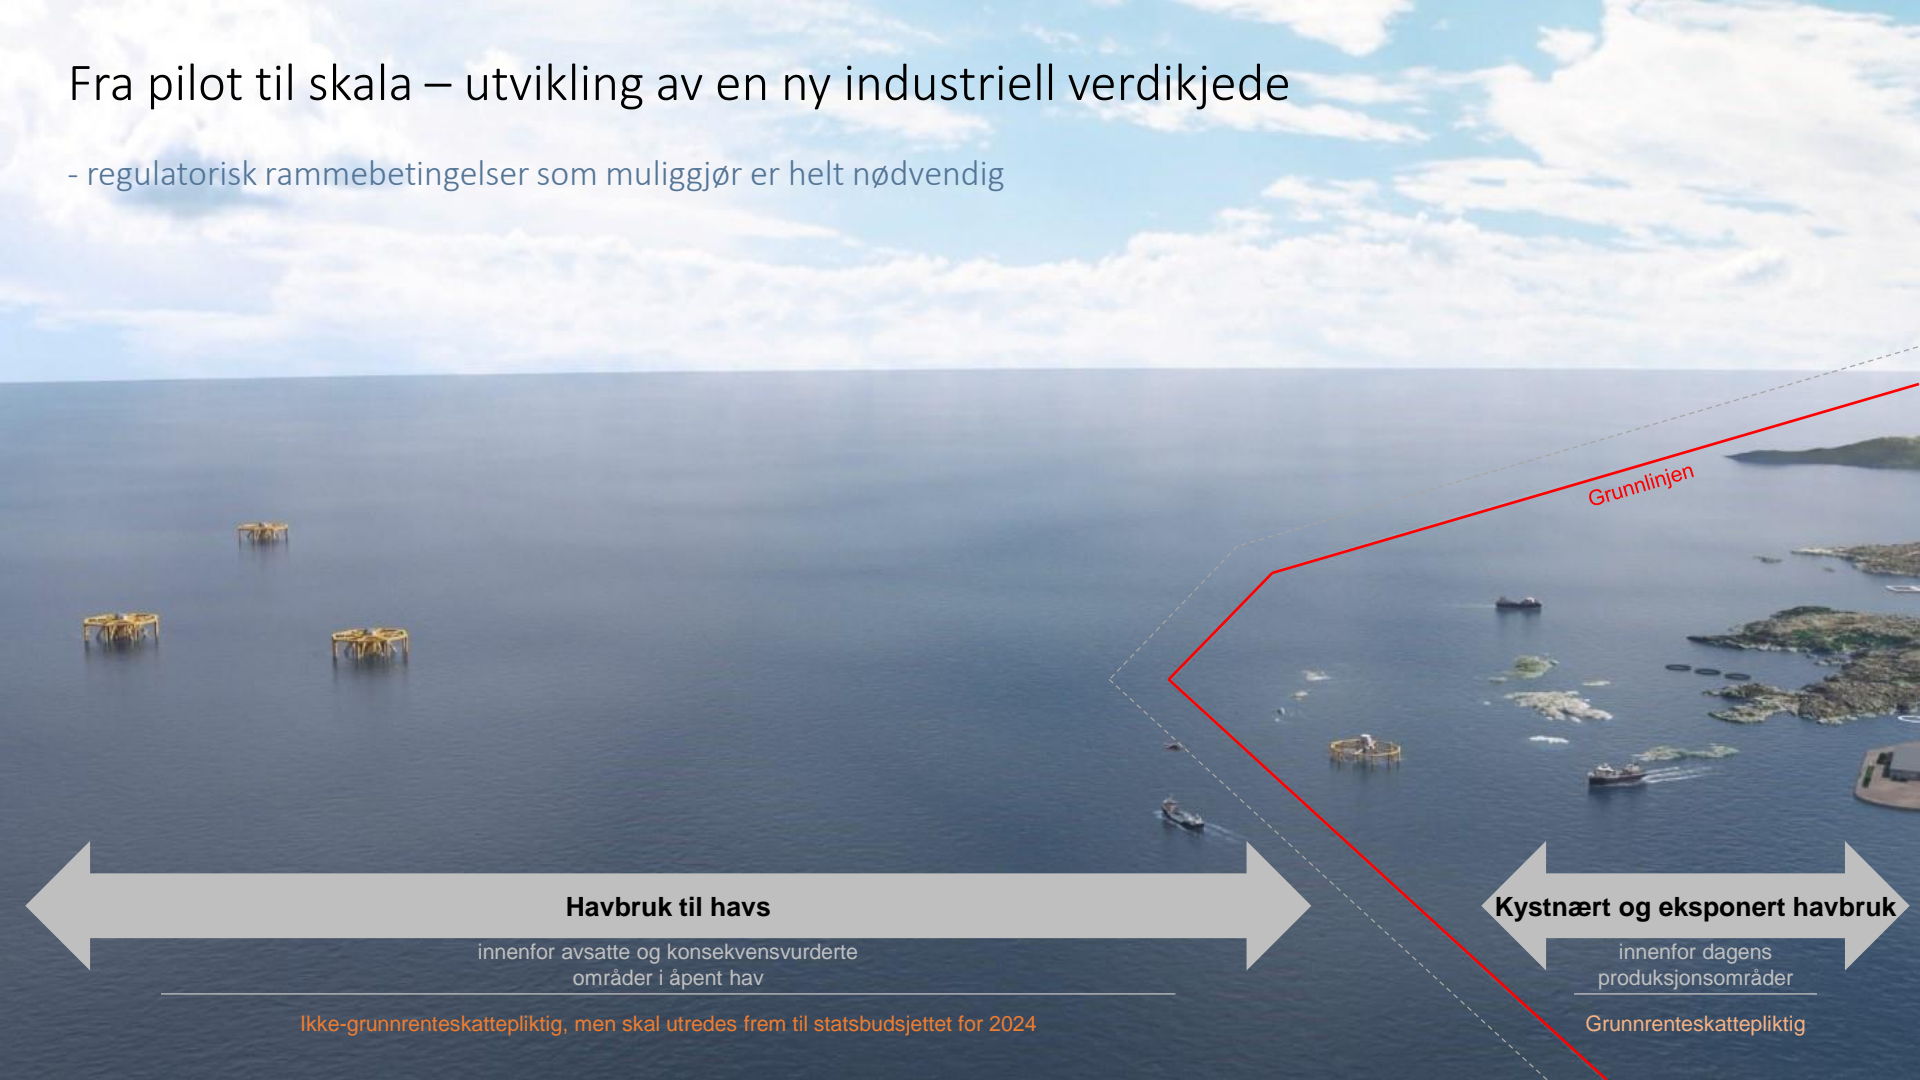 Fra pilot til skala – utvikling av en ny industriell verdikjede
- regulatorisk rammebetingelser som muliggjør er helt nødvendig
Grunnlinjen
Havbruk til havs
innenfor avsatte og konsekvensvurderte
områder i åpent hav
Ikke-grunnrenteskattepliktig, men skal utredes frem til statsbudsjettet for 2024
Kystnært og eksponert havbruk
innenfor dagens
produksjonsområder
Grunnrenteskattepliktig